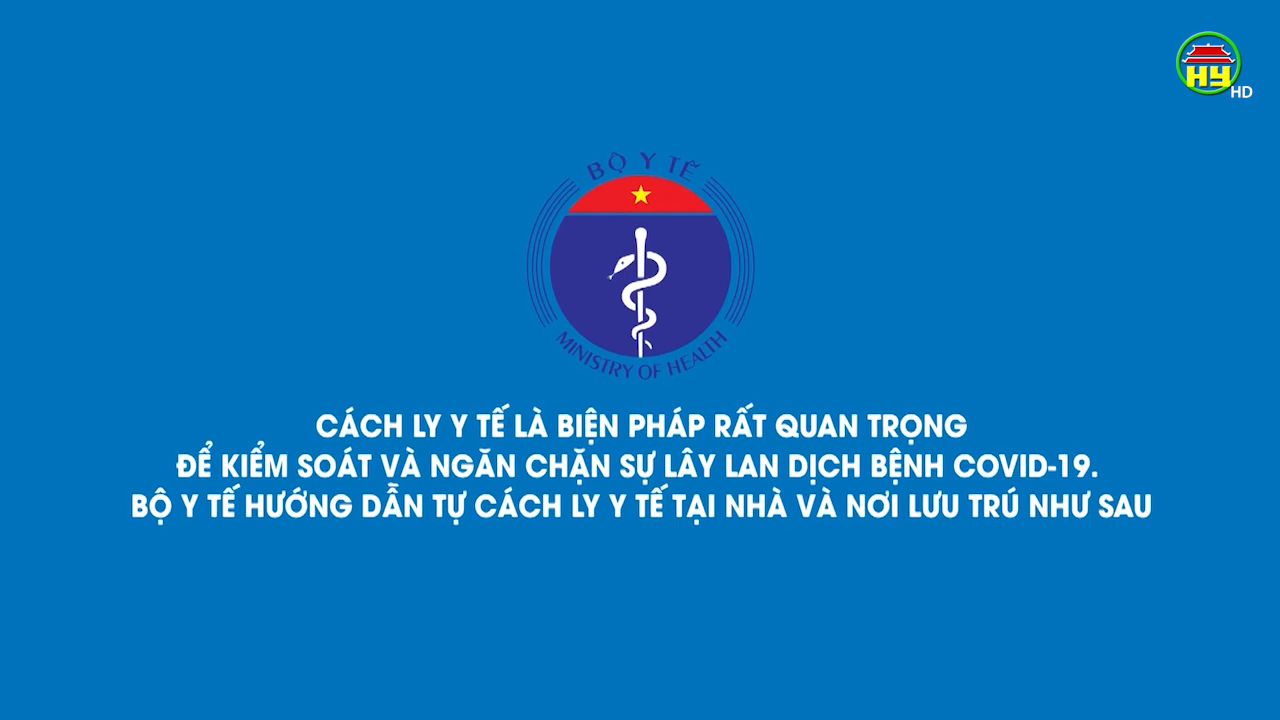 HY
HD
BỘ Y TẾ
MINISTRY OF HEALTH
CÁCH LY Y TẾ LÀ BIỆN PHÁP RẤT QUAN TRỌNG
ĐỂ KIỂM SOÁT VÀ NGĂN CHẶN SỰ LÂY LAN DỊCH BỆNH COVID-19.
BỘ Y TẾ HƯỚNG DẪN TỰ CÁCH LY Y TẾ TẠI NHÀ VÀ NƠI LƯU TRÚ NHƯ SAU